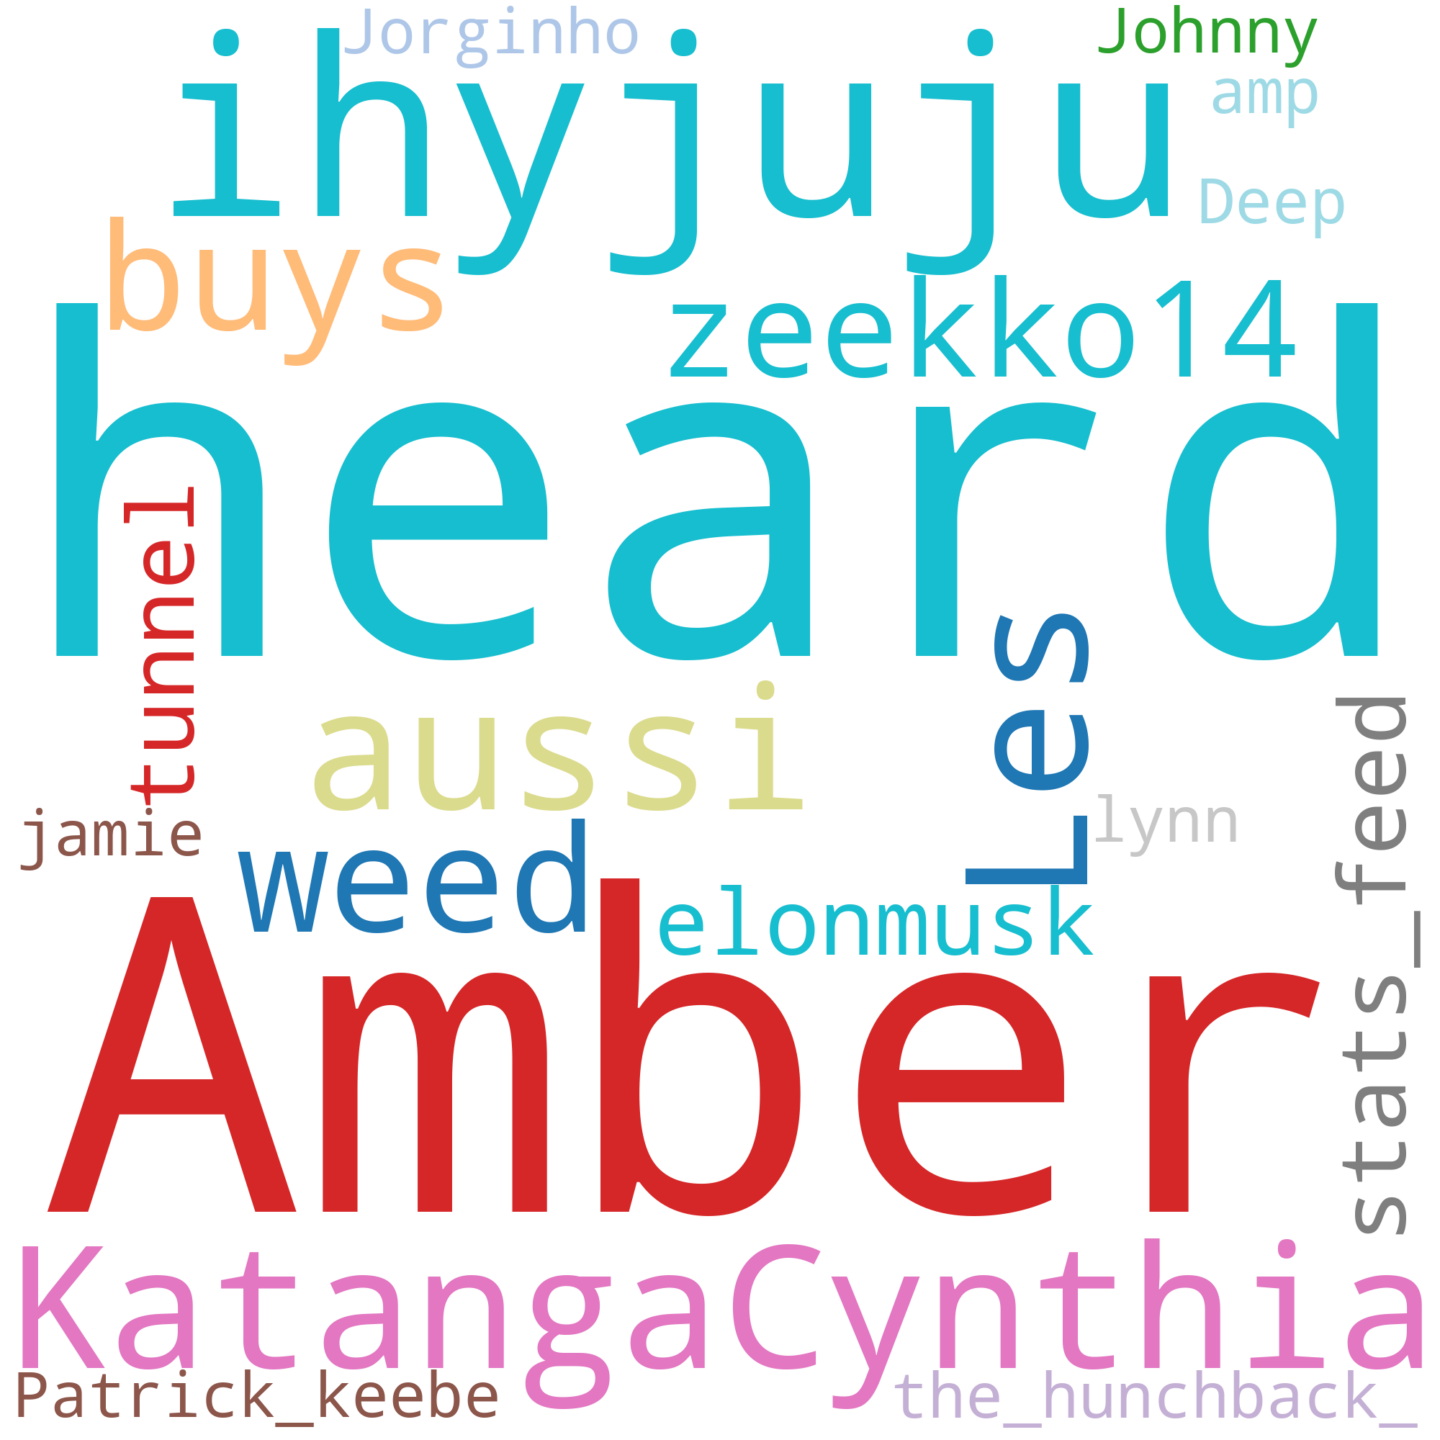 Jorginho
Johnny
ihyjuju
amp
Deep
buys
zeekko14
heard
tunnel
Les
aussi
stats_feed
jamie
lynn
weed
elonmusk
Amber
KatangaCynthia
Patrick_keebe
the_hunchback_